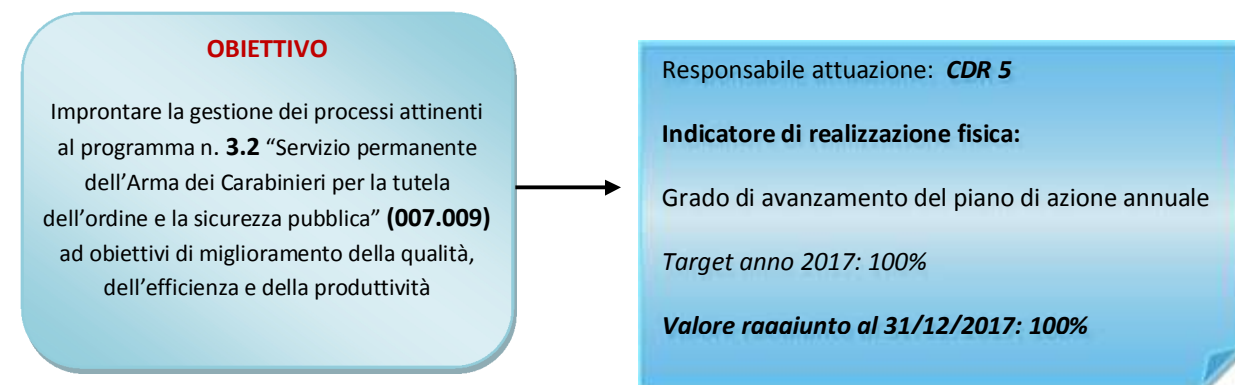 OBIETTIVO
Improntare la gestione dei processi attinenti
al programma n. 3.2 “Servizio permanente
dell’Arma dei Carabinieri per la tutela
dell’ordine e la sicurezza pubblica” (007.009)
ad obiettivi di miglioramento della qualità,
dell’efficienza e della produttività
Responsabile attuazione: CDR 5
Indicatore di realizzazione fisica:
Grado di avanzamento del piano di azione annuale
Target anno 2017: 100%
Valore raggiunto al 31/12/2017: 100%